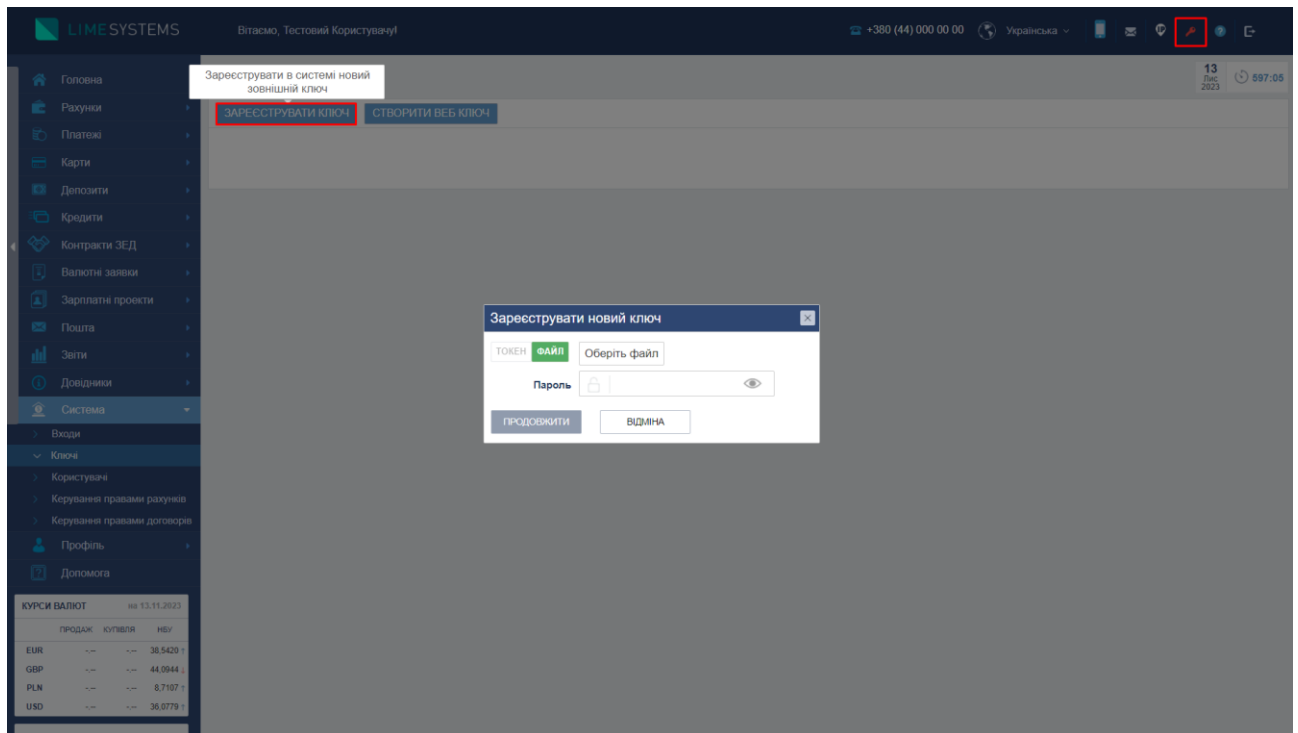 LIMESYSTEMS
Вітаємо, Тестовий Користувачу!
+380 (44) 000 00 00
Українська
Зареєструвати в системі новий
зовнішній ключ
13
Лис
2023
597:05
ЗАРЕЄСТРУВАТИ КЛЮЧ
СТВОРИТИ ВЕБ КЛЮЧ
Головна
Рахунки
Платежі
Карти
Депозити
Кредити
Контракти ЗЕД
Валютні заявки
Зарплатні проекти
Пошта
Звіти
Довідники
Система
Входи
Ключі
Користувачі
Керування правами рахунків
Керування правами договорів
Профіль
Допомога
Зареєструвати новий ключ
ТОКЕН ФАЙЛ Оберіть файл
Пароль
ПРОДОВЖИТИ ВІДМІНА
КУРСИ ВАЛЮТ на 13.11.2023
ПРОДАЖ КУПІВЛЯ НБУ
EUR -,-- -,-- 38,5420 ↑
GBP -,-- -,-- 44,0944 ↓
PLN -,-- -,-- 8,7107 ↑
USD -,-- -,-- 36,0779 ↑